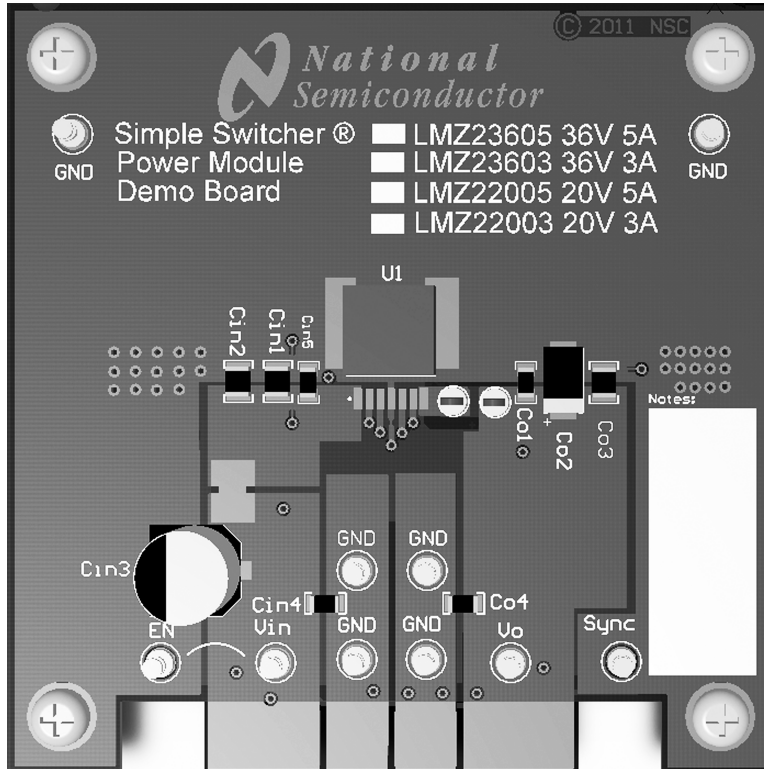 © 2011 NSC
National
Semiconductor
Simple Switcher ®
Power Module
Demo Board
LMZ23605 36V 5A
LMZ23603 36V 3A
LMZ22005 20V 5A
LMZ22003 20V 3A
GND
GND
U1
Cin2
Cin1
Cin5
Co1
+
Co2
Co3
Notes:
GND
GND
Cin3
Cin4
Co4
EN
Vin
GND
GND
Vo
Sync